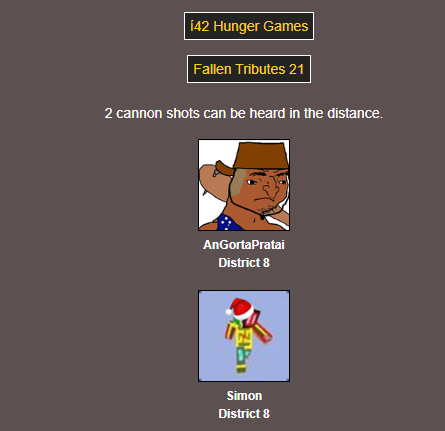 í42 Hunger Games
Fallen Tributes 21
2 cannon shots can be heard in the distance.
AnGortaPratai
District 8
Simon
District 8